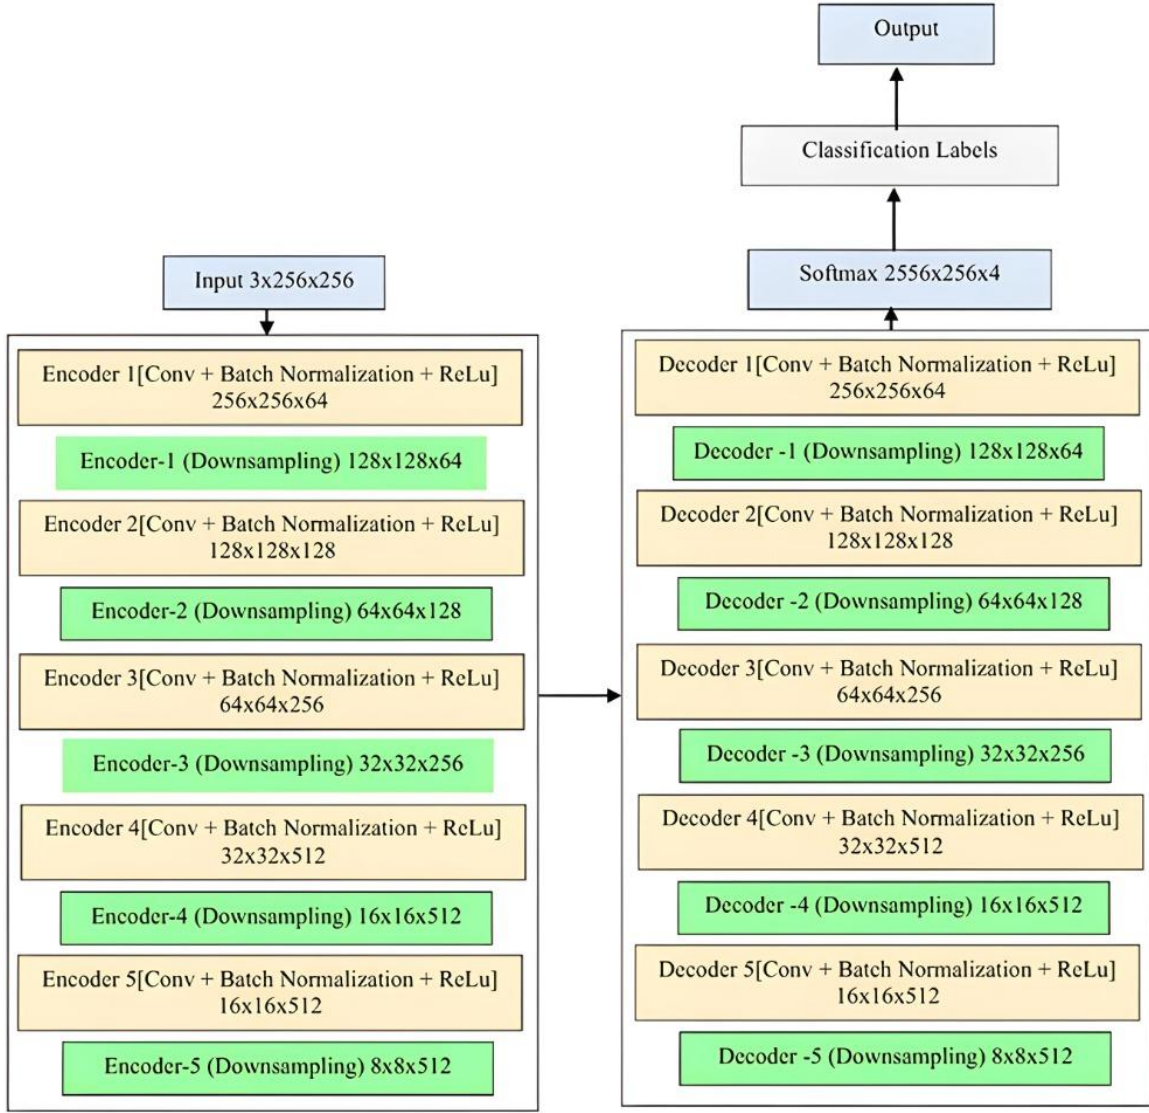 Output
Classification Labels
Softmax 2556x256x4
Input 3x256x256
Encoder 1[Conv + Batch Normalization + ReLu]
256x256x64
Encoder-1 (Downsampling) 128x128x64
Encoder 2[Conv + Batch Normalization + ReLu]
128x128x128
Encoder-2 (Downsampling) 64x64x128
Encoder 3[Conv + Batch Normalization + ReLu]
64x64x256
Encoder-3 (Downsampling) 32x32x256
Encoder 4[Conv + Batch Normalization + ReLu]
32x32x512
Encoder-4 (Downsampling) 16x16x512
Encoder 5[Conv + Batch Normalization + ReLu]
16x16x512
Encoder-5 (Downsampling) 8x8x512
Decoder 1[Conv + Batch Normalization + ReLu]
256x256x64
Decoder -1 (Downsampling) 128x128x64
Decoder 2[Conv + Batch Normalization + ReLu]
128x128x128
Decoder -2 (Downsampling) 64x64x128
Decoder 3[Conv + Batch Normalization + ReLu]
64x64x256
Decoder -3 (Downsampling) 32x32x256
Decoder 4[Conv + Batch Normalization + ReLu]
32x32x512
Decoder -4 (Downsampling) 16x16x512
Decoder 5[Conv + Batch Normalization + ReLu]
16x16x512
Decoder -5 (Downsampling) 8x8x512